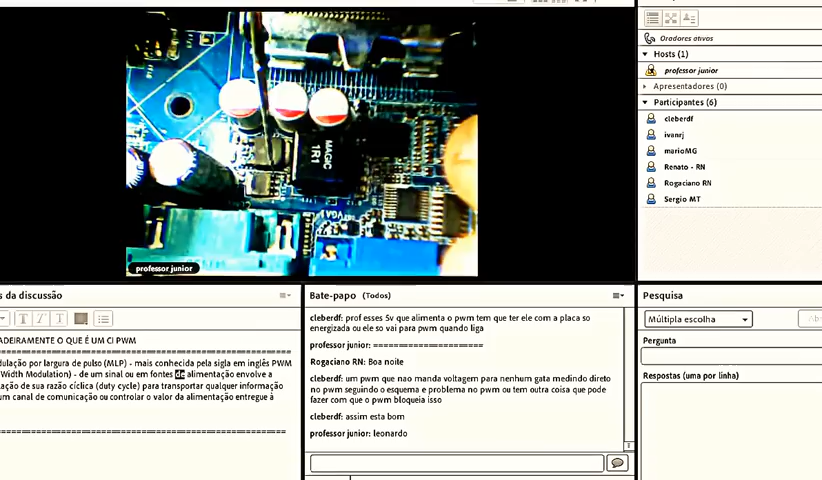 MAGIC
1R1
VGA1
professor junior
Oradores ativos
Hosts (1)
professor junior
Apresentadores (0)
Participantes (6)
cleberdf
ivanrj
marioMG
Renato - RN
Rogaciano RN
Sergio MT
s da discussão
ADEIRAMENTE O QUE É UM CI PWM
==================================================
dulação por largura de pulso (MLP) - mais conhecida pela sigla em inglês PWM
Width Modulation) - de um sinal ou em fontes de alimentação envolve a
lação de sua razão cíclica (duty cycle) para transportar qualquer informação
um canal de comunicação ou controlar o valor da alimentação entregue à
==================================================
Bate-papo (Todos)
cleberdf: prof esses 5v que alimenta o pwm tem que ter ele com a placa so
energizada ou ele so vai para pwm quando liga
professor junior: ======================
Rogaciano RN: Boa noite
cleberdf: um pwm que nao manda voltagem para nenhum gata medindo direto
no pwm seguindo o esquema e problema no pwm ou tem outra coisa que pode
fazer com que o pwm bloqueia isso
cleberdf: assim esta bom
professor junior: leonardo
Pesquisa
Múltipla escolha
Pergunta
Respostas (uma por linha)